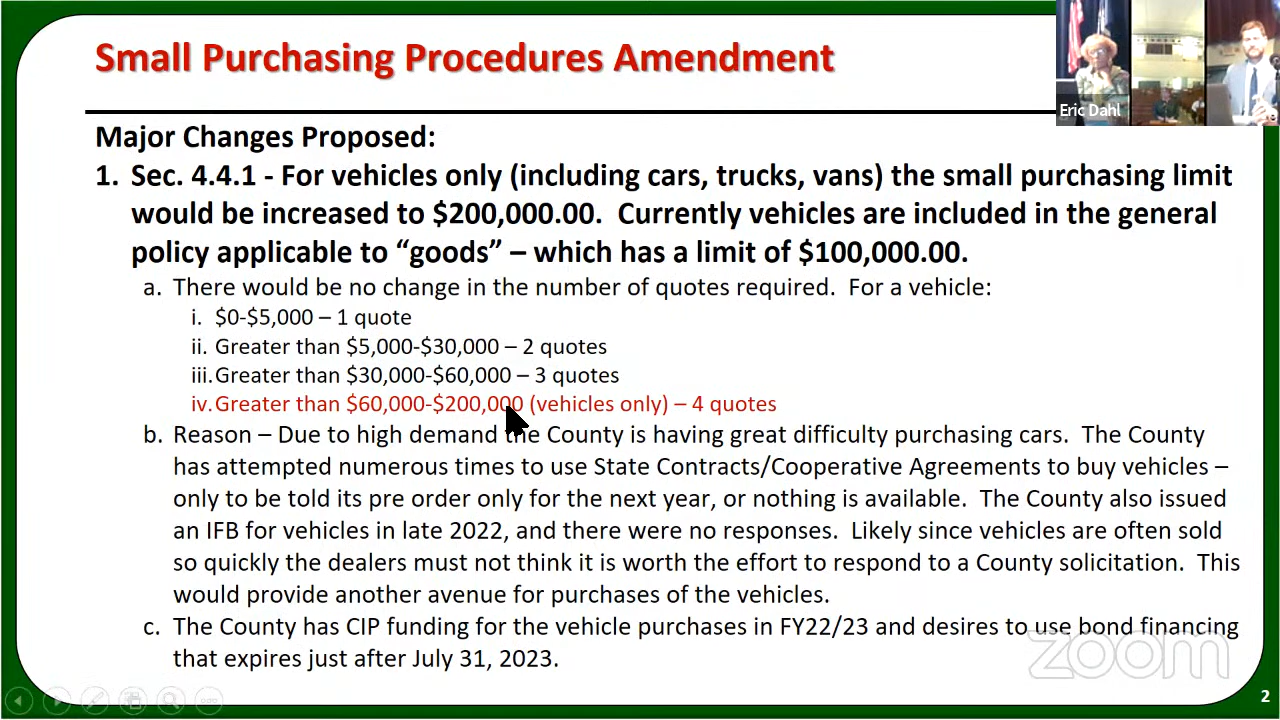 Small Purchasing Procedures Amendment
Eric Dahl
Major Changes Proposed:
1. Sec. 4.4.1 - For vehicles only (including cars, trucks, vans) the small purchasing limit
would be increased to $200,000.00.  Currently vehicles are included in the general
policy applicable to “goods” – which has a limit of $100,000.00.
a. There would be no change in the number of quotes required.  For a vehicle:
i. $0-$5,000 – 1 quote
ii. Greater than $5,000-$30,000 – 2 quotes
iii. Greater than $30,000-$60,000 – 3 quotes
iv. Greater than $60,000-$200,000 (vehicles only) – 4 quotes
b. Reason – Due to high demand the County is having great difficulty purchasing cars.  The County
has attempted numerous times to use State Contracts/Cooperative Agreements to buy vehicles –
only to be told its pre order only for the next year, or nothing is available.  The County also issued
an IFB for vehicles in late 2022, and there were no responses.  Likely since vehicles are often sold
so quickly the dealers must not think it is worth the effort to respond to a County solicitation.  This
would provide another avenue for purchases of the vehicles.
c. The County has CIP funding for the vehicle purchases in FY22/23 and desires to use bond financing
that expires just after July 31, 2023.
zoom
2